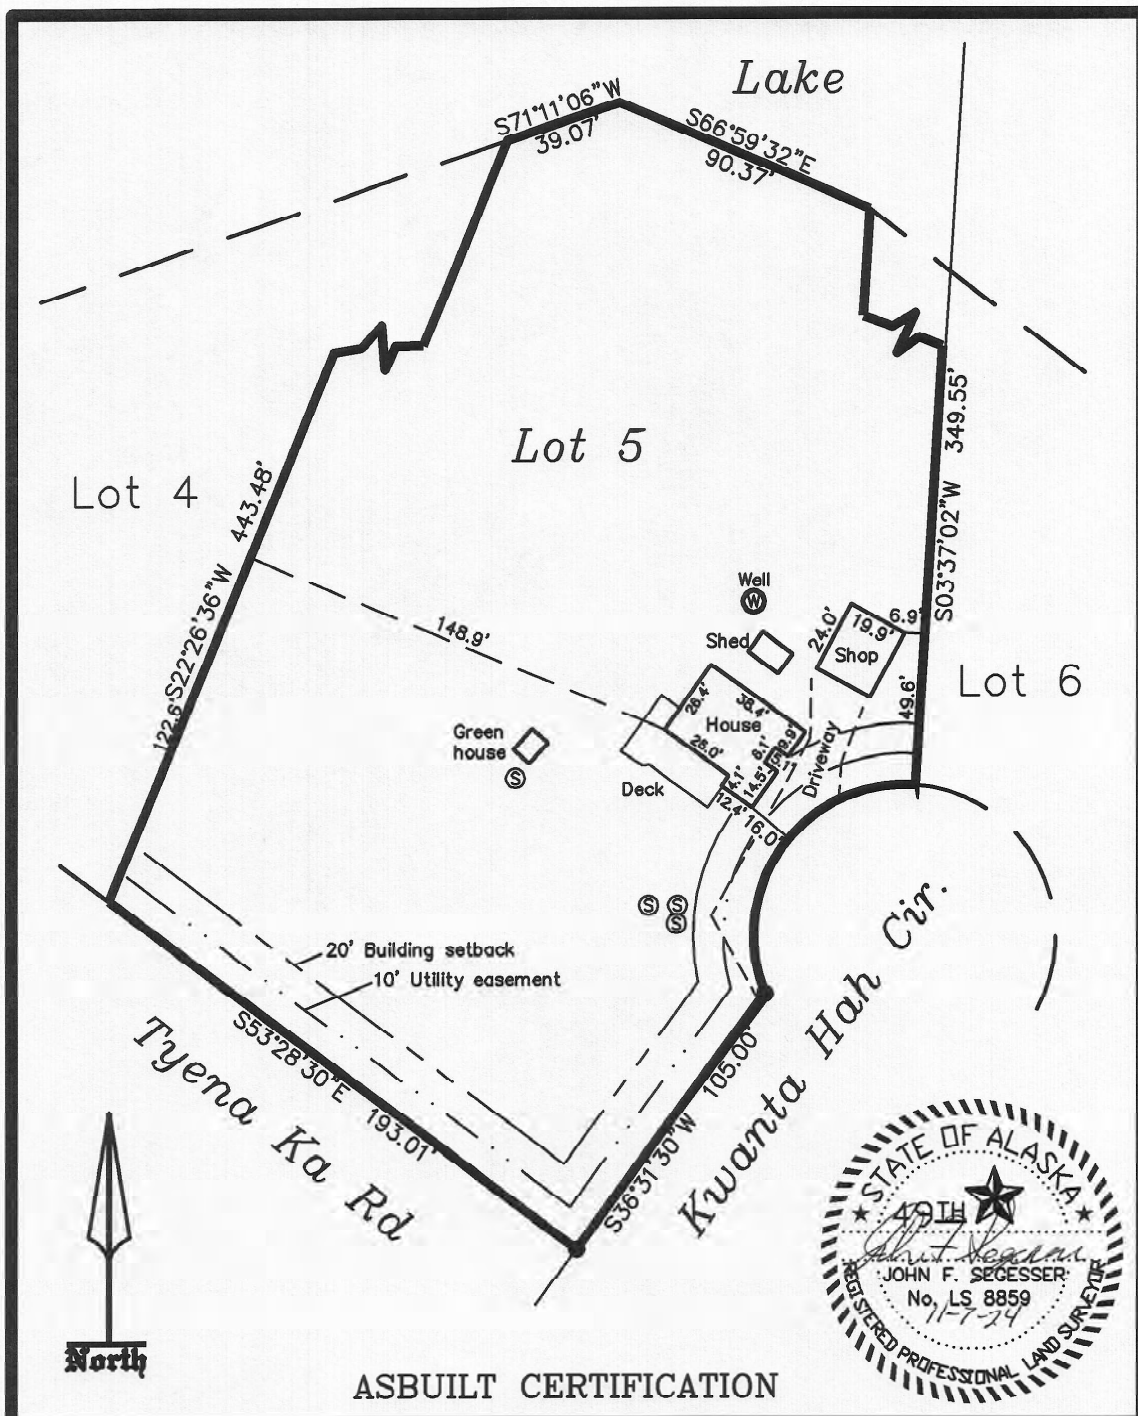 Lake
S71°11'06"W
39.07'
S66°59'32"E
90.37'
Lot 5
Lot 4
443.48'
S22°26'36"W
122.6'
349.55'
S03°37'02"W
148.9'
Well
W
Shed
24.0'
19.9'
6.9'
Shop
49.6'
Lot 6
26.4'
38.4'
House
28.0'
8.1'
9.9'
4.1'
14.5'
12.4'
16.0'
Driveway
Green
house
S
Deck
S
S
S
20' Building setback
10' Utility easement
S53°28'30"E
193.01'
Tyena Ka Rd
105.00'
S36°31'30"W
Kwanta Hah Cir.
North
STATE OF ALASKA
49TH
John F Segesser
JOHN F. SEGESSER
No. LS 8859
11-7-24
REGISTERED PROFESSIONAL LAND SURVEYOR
ASBUILT CERTIFICATION